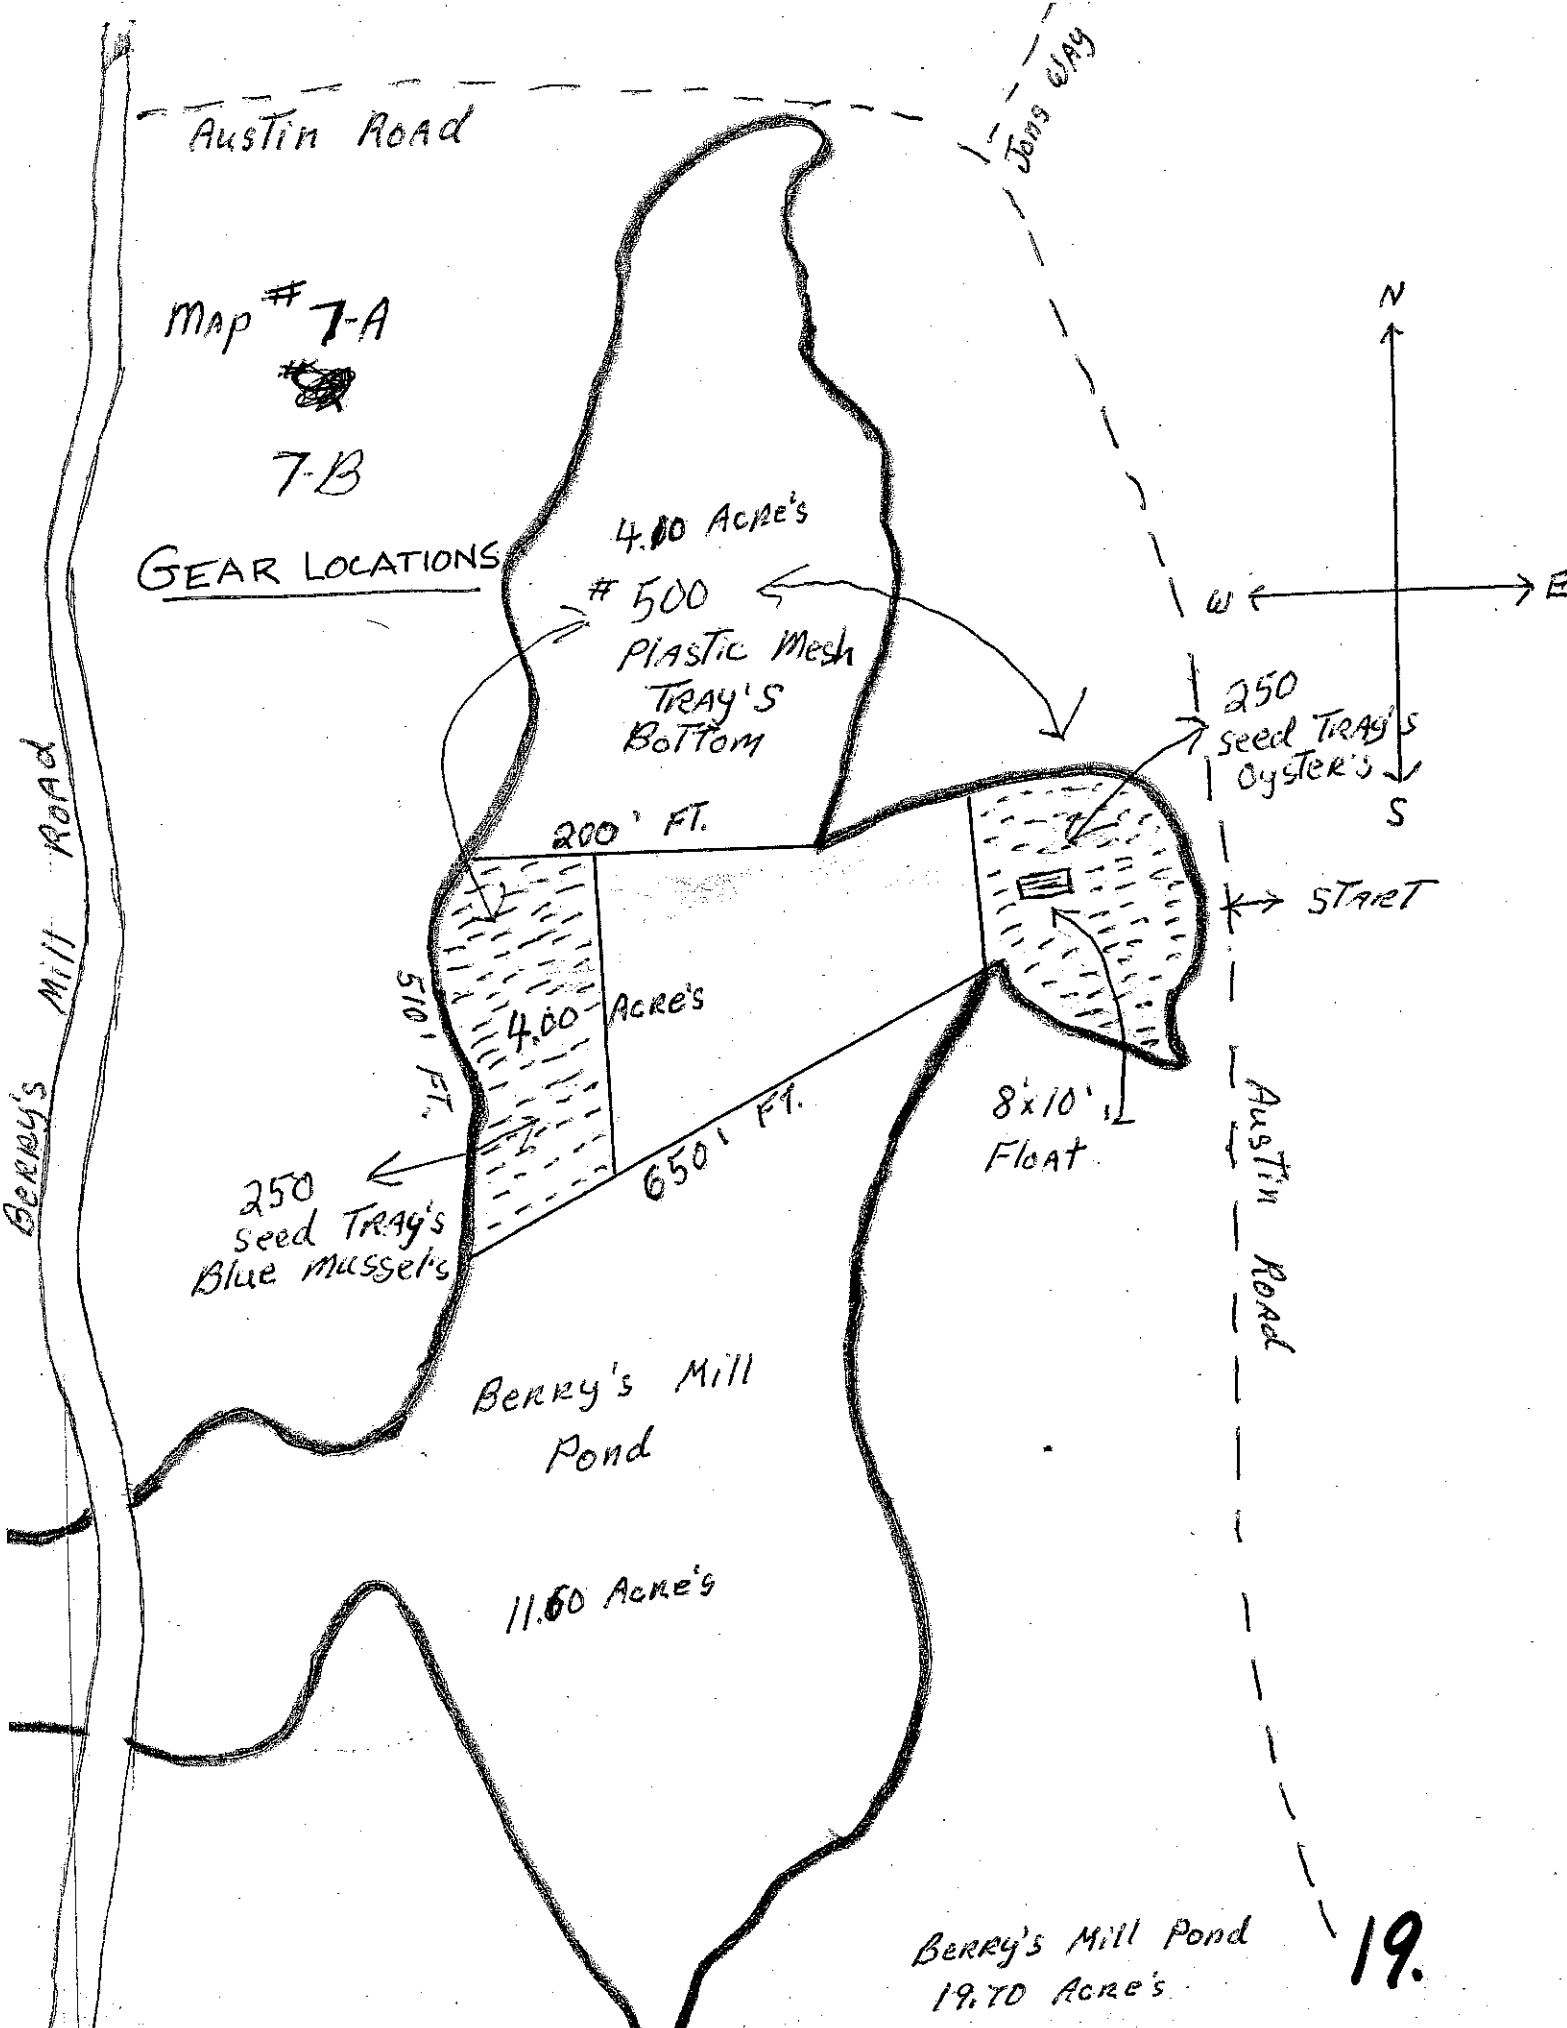 Jong Way
Austin Road
Map # 7-A
7-B
GEAR LOCATIONS
N
W
E
S
4.10 Acre's
# 500
Plastic Mesh
Tray's
Bottom
250
seed Tray's
Oyster's
START
200' FT.
510' FT.
4.00 Acre's
650' FT.
8'x10'
Float
250
seed Tray's
Blue Mussel's
Berry's Mill Road
Austin Road
Berry's Mill
Pond
11.60 Acre's
Berry's Mill Pond
19.70 Acre's
19.